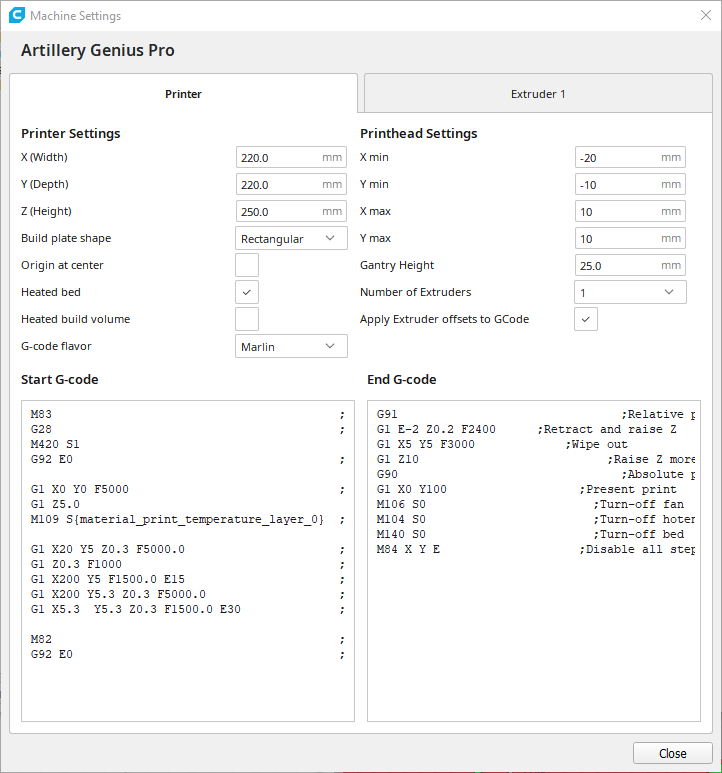 Machine Settings
Artillery Genius Pro
Printer
Extruder 1
Printer Settings
X (Width) 220.0 mm
Y (Depth) 220.0 mm
Z (Height) 250.0 mm
Build plate shape Rectangular
Origin at center
Heated bed
Heated build volume
G-code flavor Marlin
Printhead Settings
X min -20 mm
Y min -10 mm
X max 10 mm
Y max 10 mm
Gantry Height 25.0 mm
Number of Extruders 1
Apply Extruder offsets to GCode
Start G-code
M83 ;
G28 ;
M420 S1
G92 E0 ;
G1 X0 Y0 F5000 ;
G1 Z5.0
M109 S{material_print_temperature_layer_0} ;
G1 X20 Y5 Z0.3 F5000.0 ;
G1 Z0.3 F1000 ;
G1 X200 Y5 F1500.0 E15 ;
G1 X200 Y5.3 Z0.3 F5000.0 ;
G1 X5.3 Y5.3 Z0.3 F1500.0 E30 ;
M82 ;
G92 E0 ;
End G-code
G91 ;Relative p
G1 E-2 Z0.2 F2400 ;Retract and raise Z
G1 X5 Y5 F3000 ;Wipe out
G1 Z10 ;Raise Z more
G90 ;Absolute p
G1 X0 Y100 ;Present print
M106 S0 ;Turn-off fan
M104 S0 ;Turn-off hoten
M140 S0 ;Turn-off bed
M84 X Y E ;Disable all step
Close